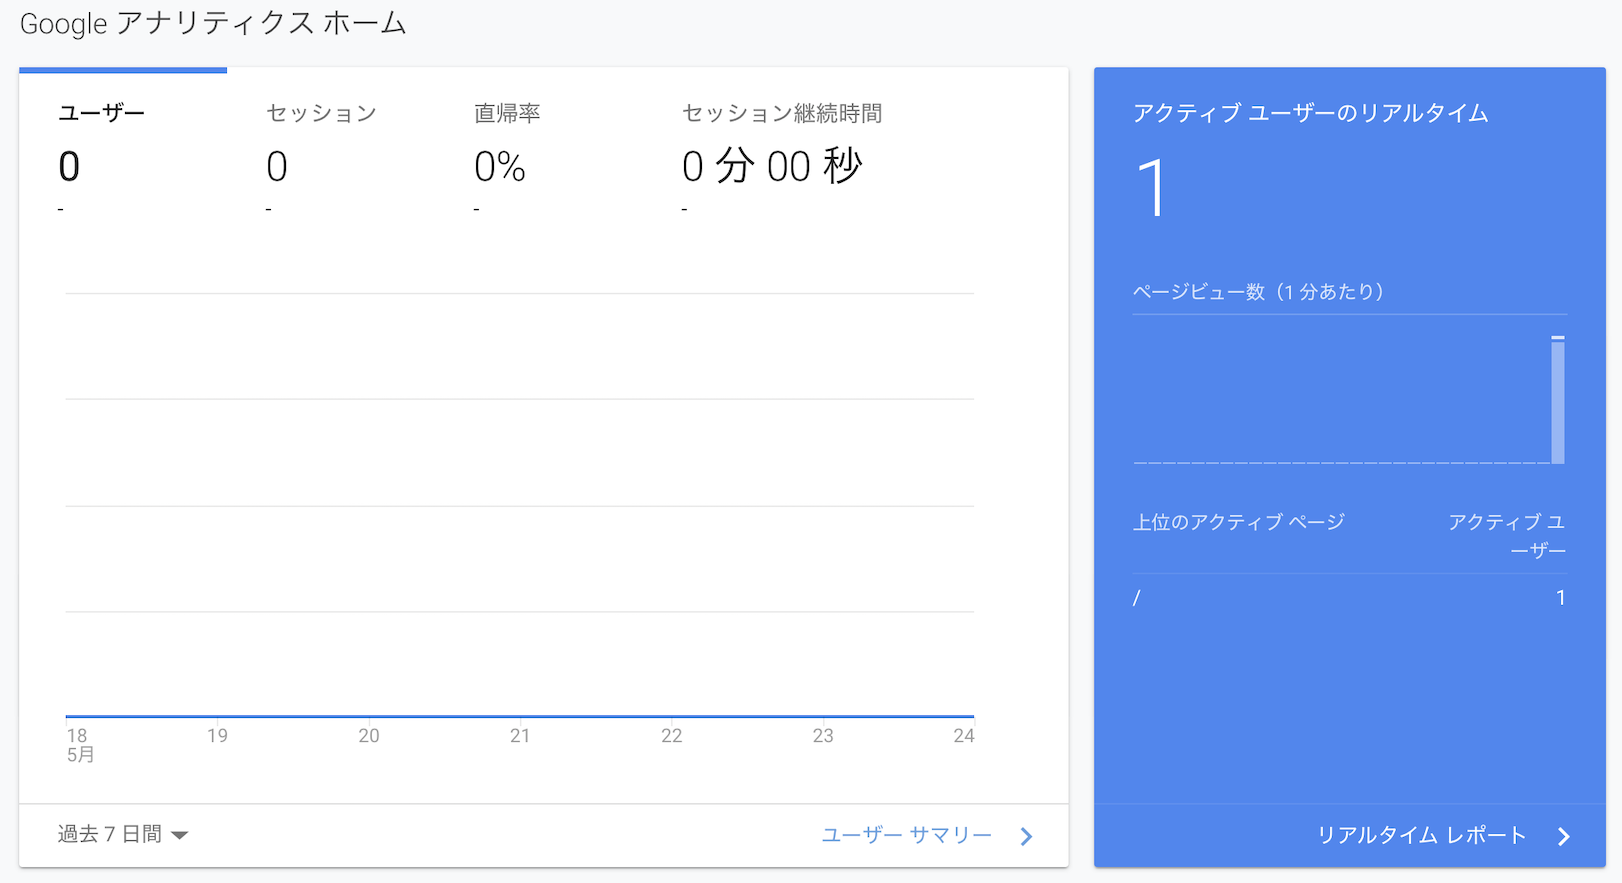 Google アナリティクス ホーム
ユーザー
0
-
セッション
0
-
直帰率
0%
-
セッション継続時間
0 分 00 秒
-
18
5月
19
20
21
22
23
24
過去 7 日間
ユーザー サマリー
アクティブ ユーザーのリアルタイム
1
ページビュー数（1 分あたり）
上位のアクティブ ページ
アクティブ ユ
ーザー
/
1
リアルタイム レポート